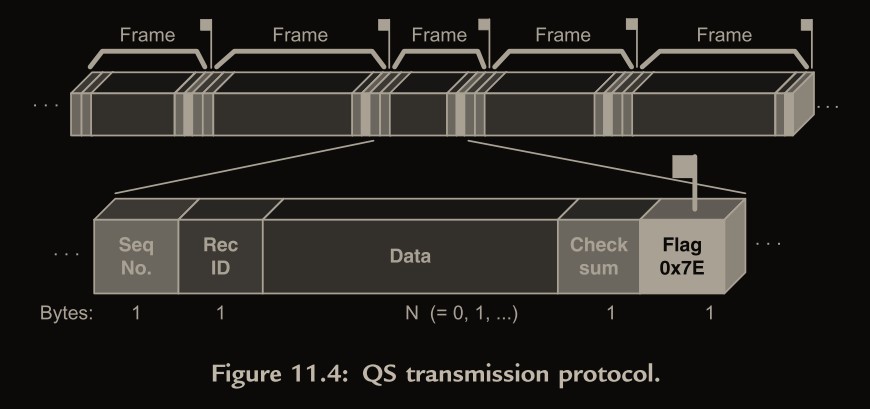 Frame Frame Frame Frame Frame
... ...
Seq No. Rec ID Data Check sum Flag 0x7E
... ...
Bytes: 1 1 N (= 0, 1, ...) 1 1
Figure 11.4: QS transmission protocol.